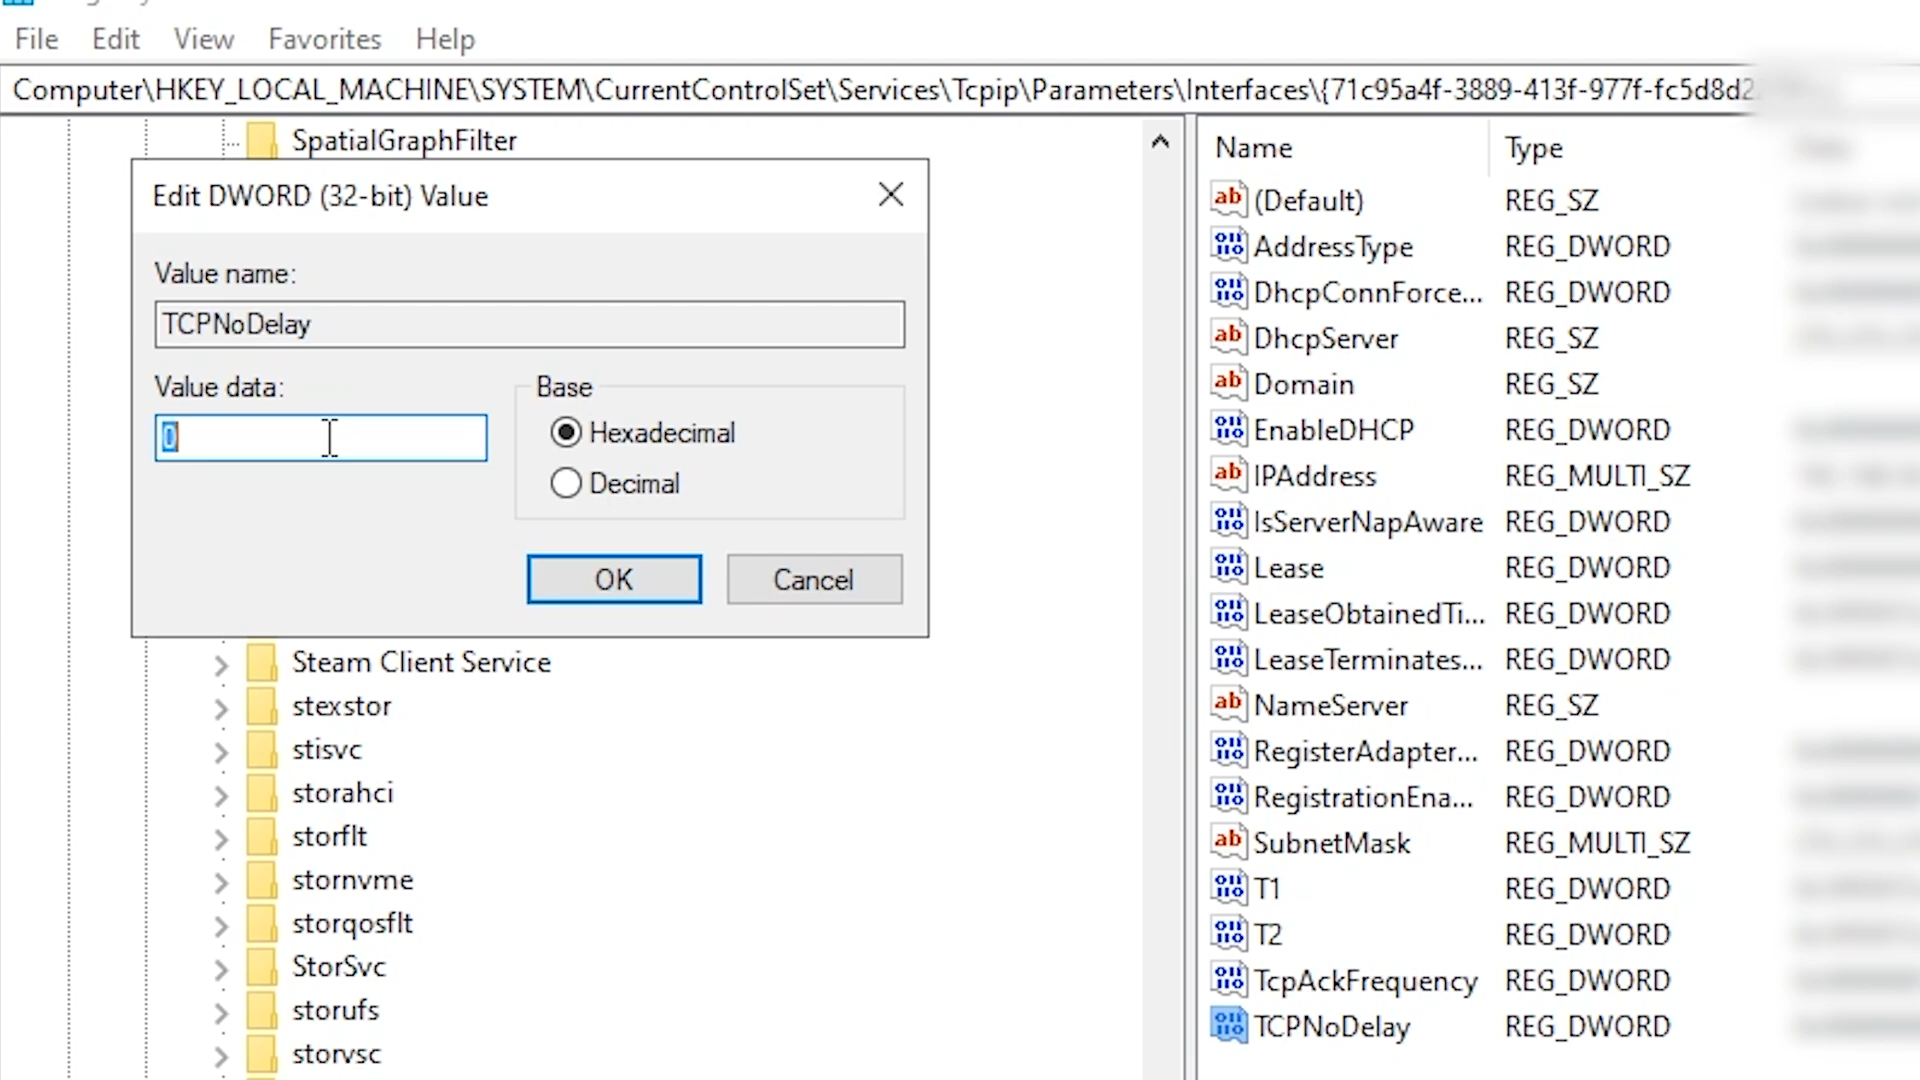 File Edit View Favorites Help
Computer\HKEY_LOCAL_MACHINE\SYSTEM\CurrentControlSet\Services\Tcpip\Parameters\Interfaces\{71c95a4f-3889-413f-977f-fc5d8d2
SpatialGraphFilter
Edit DWORD (32-bit) Value
Value name:
TCPNoDelay
Value data:
0
Base
Hexadecimal
Decimal
OK
Cancel
Steam Client Service
stexstor
stisvc
storahci
storflt
stornvme
storqosflt
StorSvc
storufs
storvsc
Name Type
(Default) REG_SZ
AddressType REG_DWORD
DhcpConnForce... REG_DWORD
DhcpServer REG_SZ
Domain REG_SZ
EnableDHCP REG_DWORD
IPAddress REG_MULTI_SZ
IsServerNapAware REG_DWORD
Lease REG_DWORD
LeaseObtainedTi... REG_DWORD
LeaseTerminates... REG_DWORD
NameServer REG_SZ
RegisterAdapter... REG_DWORD
RegistrationEna... REG_DWORD
SubnetMask REG_MULTI_SZ
T1 REG_DWORD
T2 REG_DWORD
TcpAckFrequency REG_DWORD
TCPNoDelay REG_DWORD